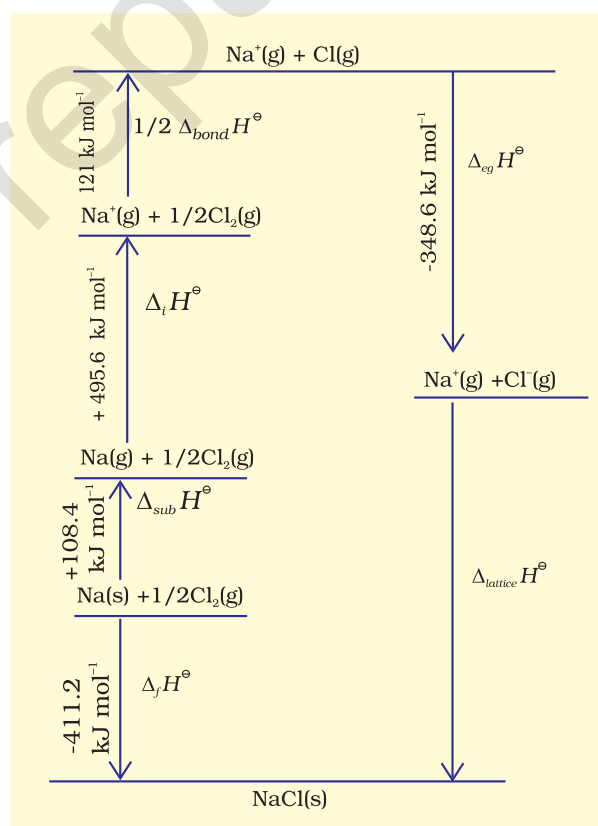 Na⁺(g) + Cl(g)
121 kJ mol⁻¹
1/2 Δ_bond H^⊖
-348.6 kJ mol⁻¹
Δ_eg H^⊖
Na⁺(g) + 1/2Cl₂(g)
+ 495.6 kJ mol⁻¹
Δ_i H^⊖
Na⁺(g) +Cl⁻(g)
Na(g) + 1/2Cl₂(g)
+108.4
kJ mol⁻¹
Δ_sub H^⊖
Δ_lattice H^⊖
Na(s) +1/2Cl₂(g)
-411.2
kJ mol⁻¹
Δ_f H^⊖
NaCl(s)